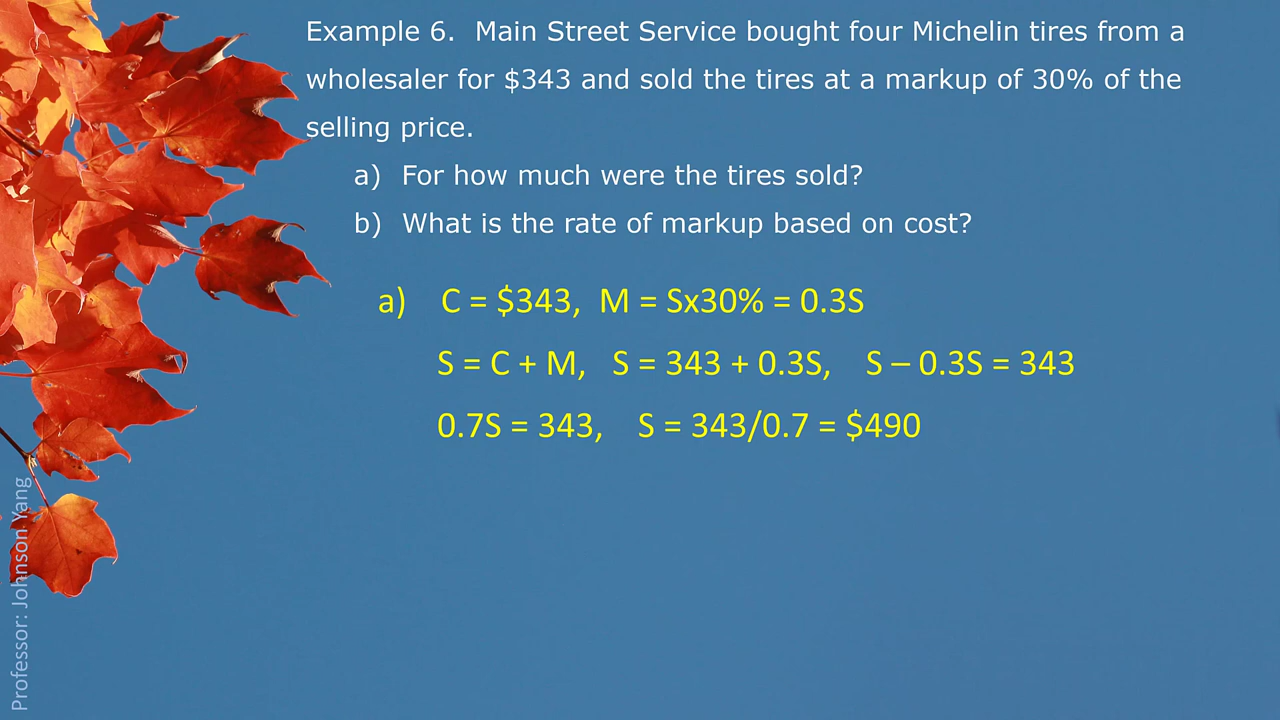 Example 6.  Main Street Service bought four Michelin tires from a
wholesaler for $343 and sold the tires at a markup of 30% of the
selling price.
a)  For how much were the tires sold?
b)  What is the rate of markup based on cost?
a)    C = $343,  M = Sx30% = 0.3S
S = C + M,   S = 343 + 0.3S,    S – 0.3S = 343
0.7S = 343,    S = 343/0.7 = $490
Professor: Johnson Yang